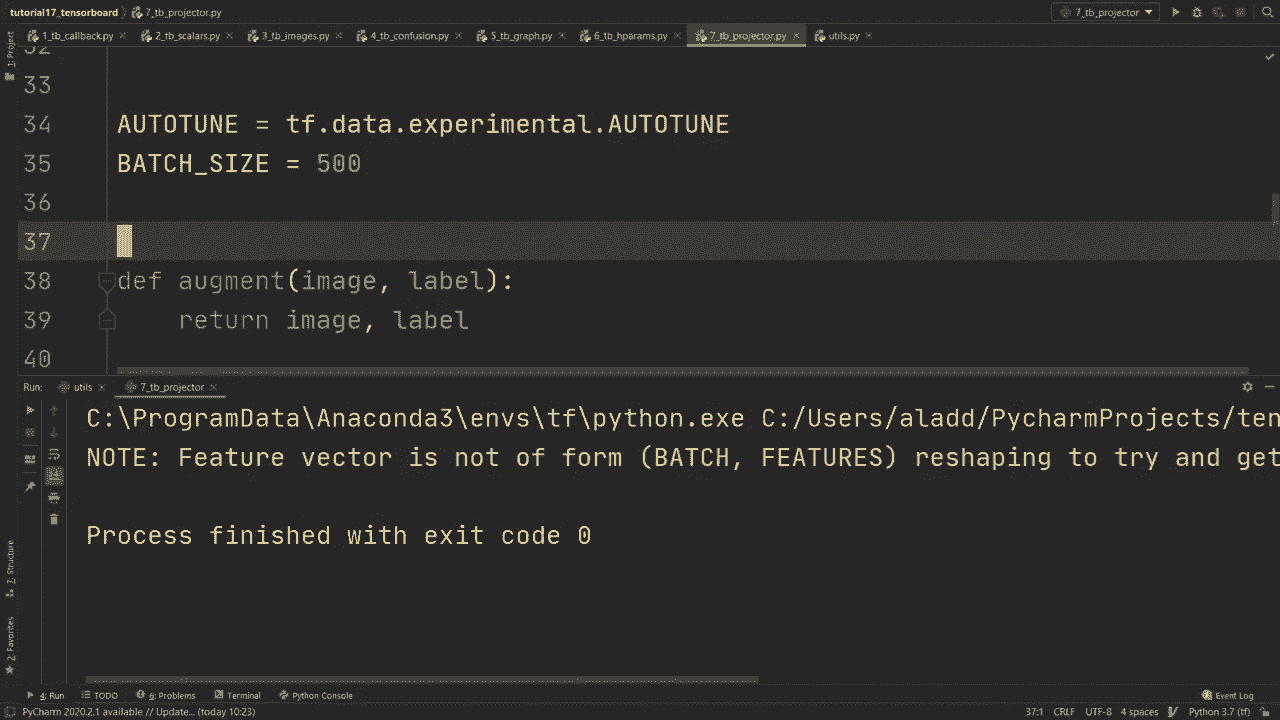 tutorial17_tensorboard 7_tb_projector.py 7_tb_projector
1_tb_callback.py 2_tb_scalars.py 3_tb_images.py 4_tb_confusion.py 5_tb_graph.py 6_tb_hparams.py 7_tb_projector.py utils.py
1: Project
32
33
34 AUTOTUNE = tf.data.experimental.AUTOTUNE
35 BATCH_SIZE = 500
36
37
38 def augment(image, label):
39 return image, label
40
Run: utils 7_tb_projector
C:\ProgramData\Anaconda3\envs\tf\python.exe C:/Users/aladd/PycharmProjects/ten
NOTE: Feature vector is not of form (BATCH, FEATURES) reshaping to try and get
Process finished with exit code 0
7: Structure
2: Favorites
4: Run TODO 6: Problems Terminal Python Console Event Log
PyCharm 2020.2.1 available // Update... (today 10:23) 37:1 CRLF UTF-8 4 spaces Python 3.7 (tf)